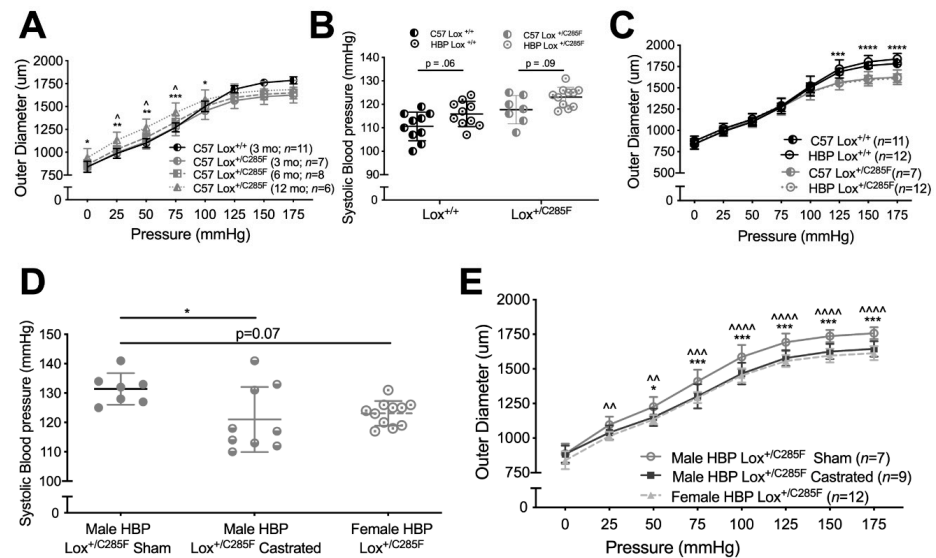 A
Outer Diameter (um)
2000
1750
1500
1250
1000
750
0
*
^
**
^
**
^
***
*
C57 Lox+/+ (3 mo; n=11)
C57 Lox+/C285F (3 mo; n=7)
C57 Lox+/C285F (6 mo; n=8
C57 Lox+/C285F (12 mo; n=6)
0 25 50 75 100 125 150 175
Pressure (mmHg)
B
Systolic Blood pressure (mmHg)
C57 Lox +/+
HBP Lox +/+
C57 Lox +/C285F
HBP Lox +/C285F
p = .06
p = .09
140
130
120
110
100
90
0
Lox+/+ Lox+/C285F
C
Outer Diameter (um)
2000
1750
1500
1250
1000
750
500
0
*** **** ****
C57 Lox+/+ (n=11)
HBP Lox+/+ (n=12)
C57 Lox+/C285F (n=7)
HBP Lox+/C285F (n=12)
0 25 50 75 100 125 150 175
Pressure (mmHg)
D
Systolic Blood pressure (mmHg)
*
p=0.07
150
140
130
120
110
100
0
Male HBP
Lox+/C285F Sham
Male HBP
Lox+/C285F Castrated
Female HBP
Lox+/C285F
E
Outer Diameter (um)
2000
1750
1500
1250
1000
750
0
^^
^^
*
^^^
***
^^^^
***
^^^^
***
^^^^
***
^^^^
***
Male HBP Lox+/C285F Sham (n=7)
Male HBP Lox+/C285F Castrated (n=9)
Female HBP Lox+/C285F (n=12)
0 25 50 75 100 125 150 175
Pressure (mmHg)